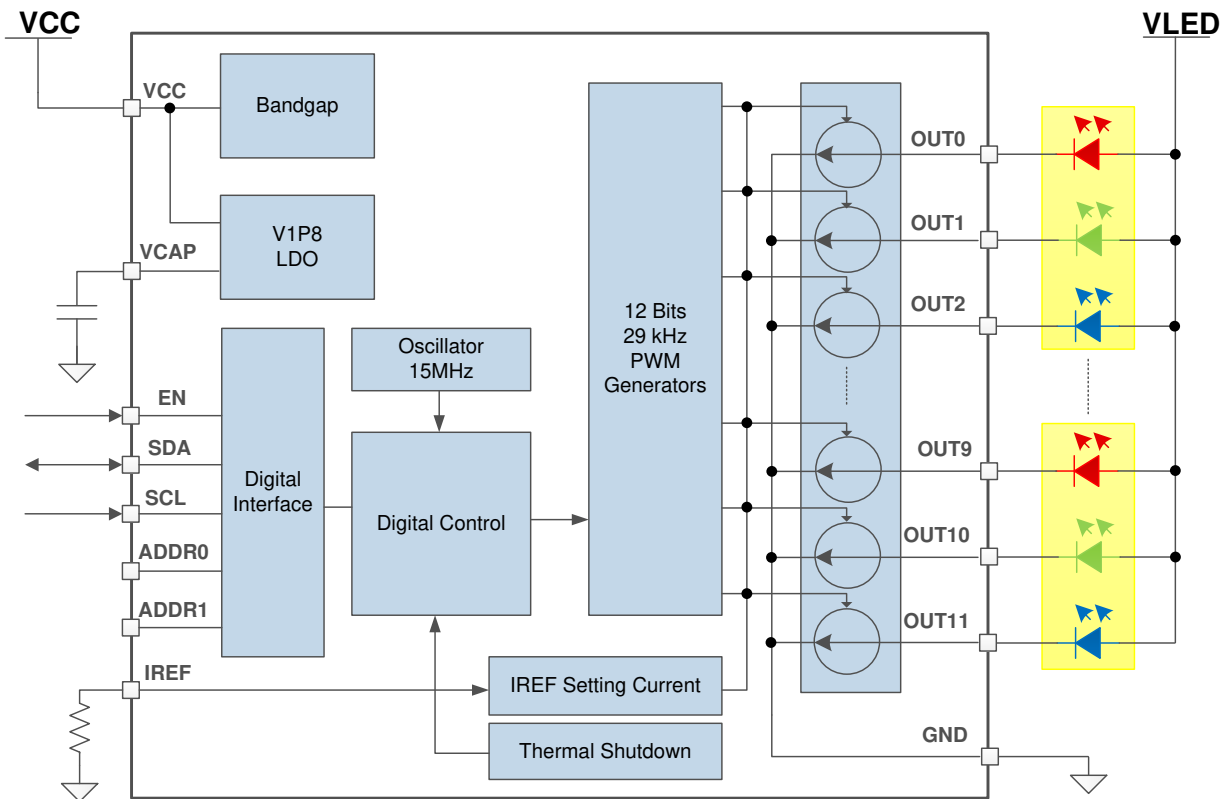 VCC
VLED
VCC
Bandgap
OUT0
V1P8
LDO
OUT1
VCAP
OUT2
12 Bits
29 kHz
PWM
Generators
Oscillator
15MHz
EN
SDA
OUT9
Digital
Interface
SCL
Digital Control
OUT10
ADDR0
ADDR1
OUT11
IREF
IREF Setting Current
GND
Thermal Shutdown